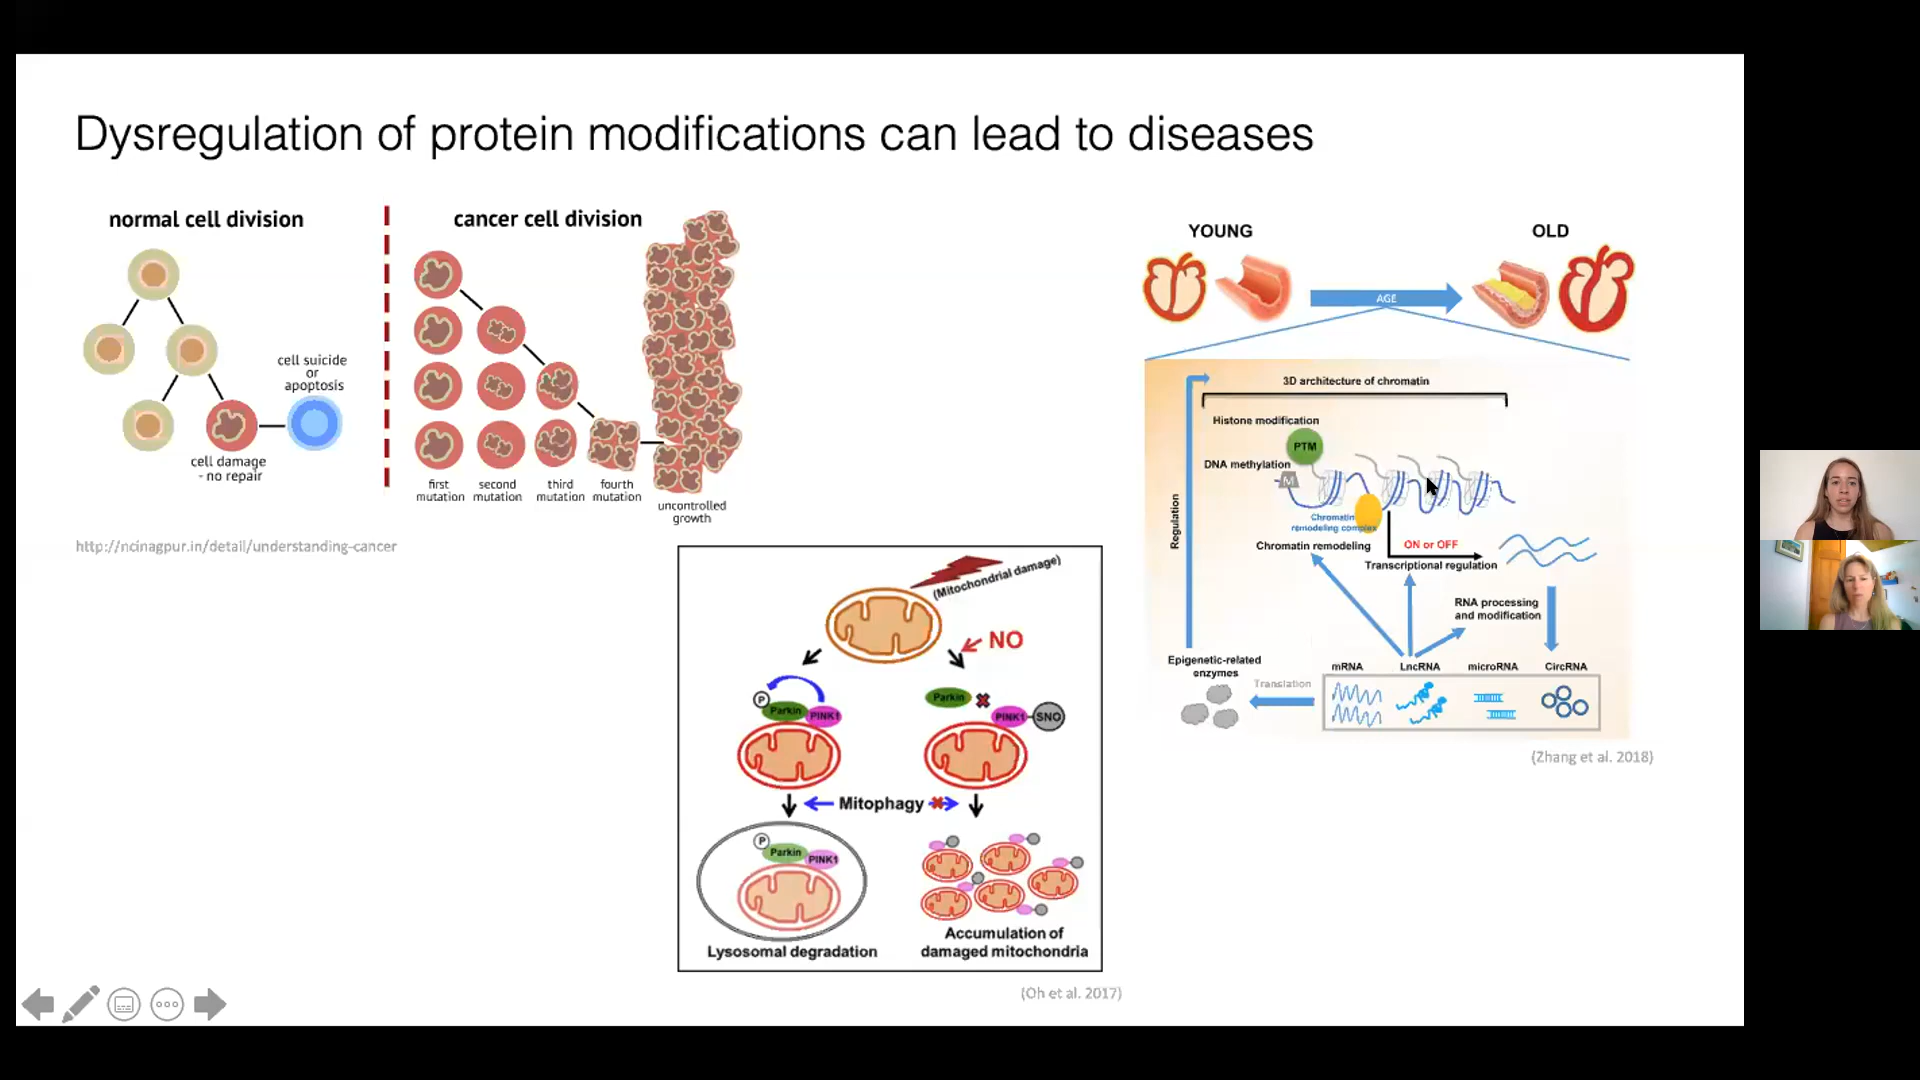 Dysregulation of protein modifications can lead to diseases
normal cell division
cell suicide
or
apoptosis
cell damage
- no repair
cancer cell division
first
mutation
second
mutation
third
mutation
fourth
mutation
uncontrolled
growth
http://ncinagpur.in/detail/understanding-cancer
(Mitochondrial damage)
NO
P
Parkin
PINK1
Parkin
PINK1
SNO
Mitophagy
P
Parkin
PINK1
Lysosomal degradation
Accumulation of
damaged mitochondria
(Oh et al. 2017)
YOUNG
OLD
AGE
3D architecture of chromatin
Histone modification
PTM
DNA methylation
M
Chromatin
remodeling complex
Chromatin remodeling
ON or OFF
Transcriptional regulation
RNA processing
and modification
Regulation
Epigenetic-related
enzymes
Translation
mRNA
LncRNA
microRNA
CircRNA
(Zhang et al. 2018)